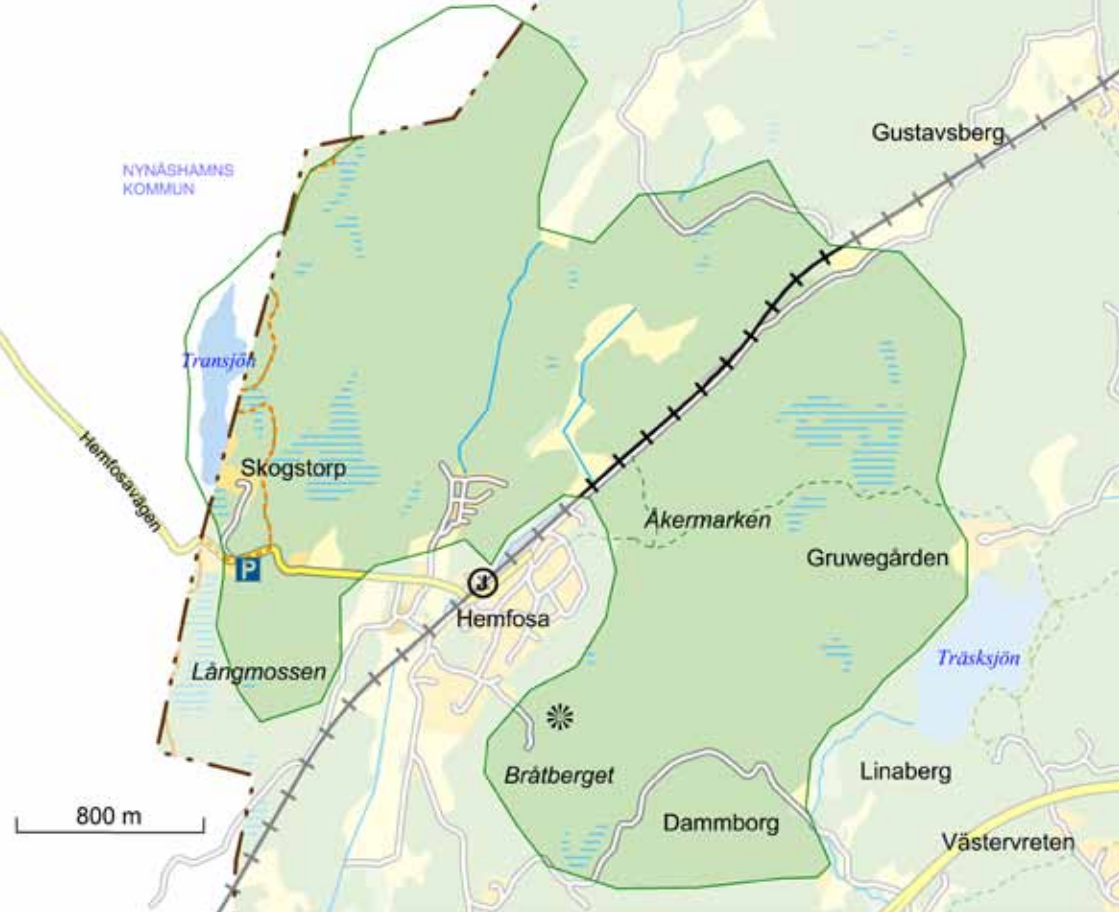 Gustavsberg
NYNÄSHAMNS
KOMMUN
Transjön
Hemfosavägen
Skogstorp
Åkermarken
P
Gruwegården
Hemfosa
Långmossen
Träsksjön
Bråtberget
Linaberg
800 m
Dammborg
Västervreten